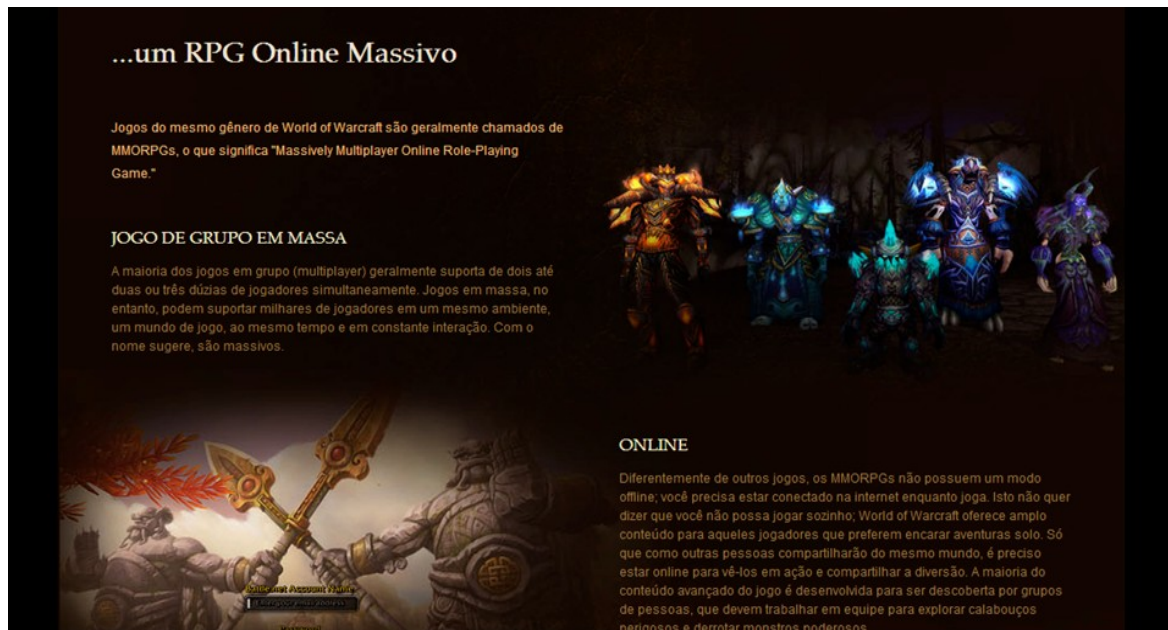 ...um RPG Online Massivo
Jogos do mesmo gênero de World of Warcraft são geralmente chamados de
MMORPGs, o que significa "Massively Multiplayer Online Role-Playing
Game."
JOGO DE GRUPO EM MASSA
A maioria dos jogos em grupo (multiplayer) geralmente suporta de dois até
duas ou três dúzias de jogadores simultaneamente. Jogos em massa, no
entanto, podem suportar milhares de jogadores em um mesmo ambiente,
um mundo de jogo, ao mesmo tempo e em constante interação. Com o
nome sugere, são massivos.
ONLINE
Diferentemente de outros jogos, os MMORPGs não possuem um modo
offline; você precisa estar conectado na internet enquanto joga. Isto não quer
dizer que você não possa jogar sozinho; World of Warcraft oferece amplo
conteúdo para aqueles jogadores que preferem encarar aventuras solo. Só
que como outras pessoas compartilharão do mesmo mundo, é preciso
estar online para vê-los em ação e compartilhar a diversão. A maioria do
conteúdo avançado do jogo é desenvolvida para ser descoberta por grupos
de pessoas, que devem trabalhar em equipe para explorar calabouços
perigosos e derrotar monstros poderosos.
Battle.net Account Name
Enter your email address